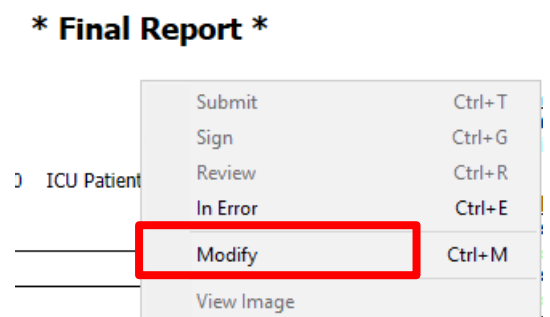 * Final Report *
Submit Ctrl+T
Sign Ctrl+G
ICU Patient Review Ctrl+R
In Error Ctrl+E
Modify Ctrl+M
View Image